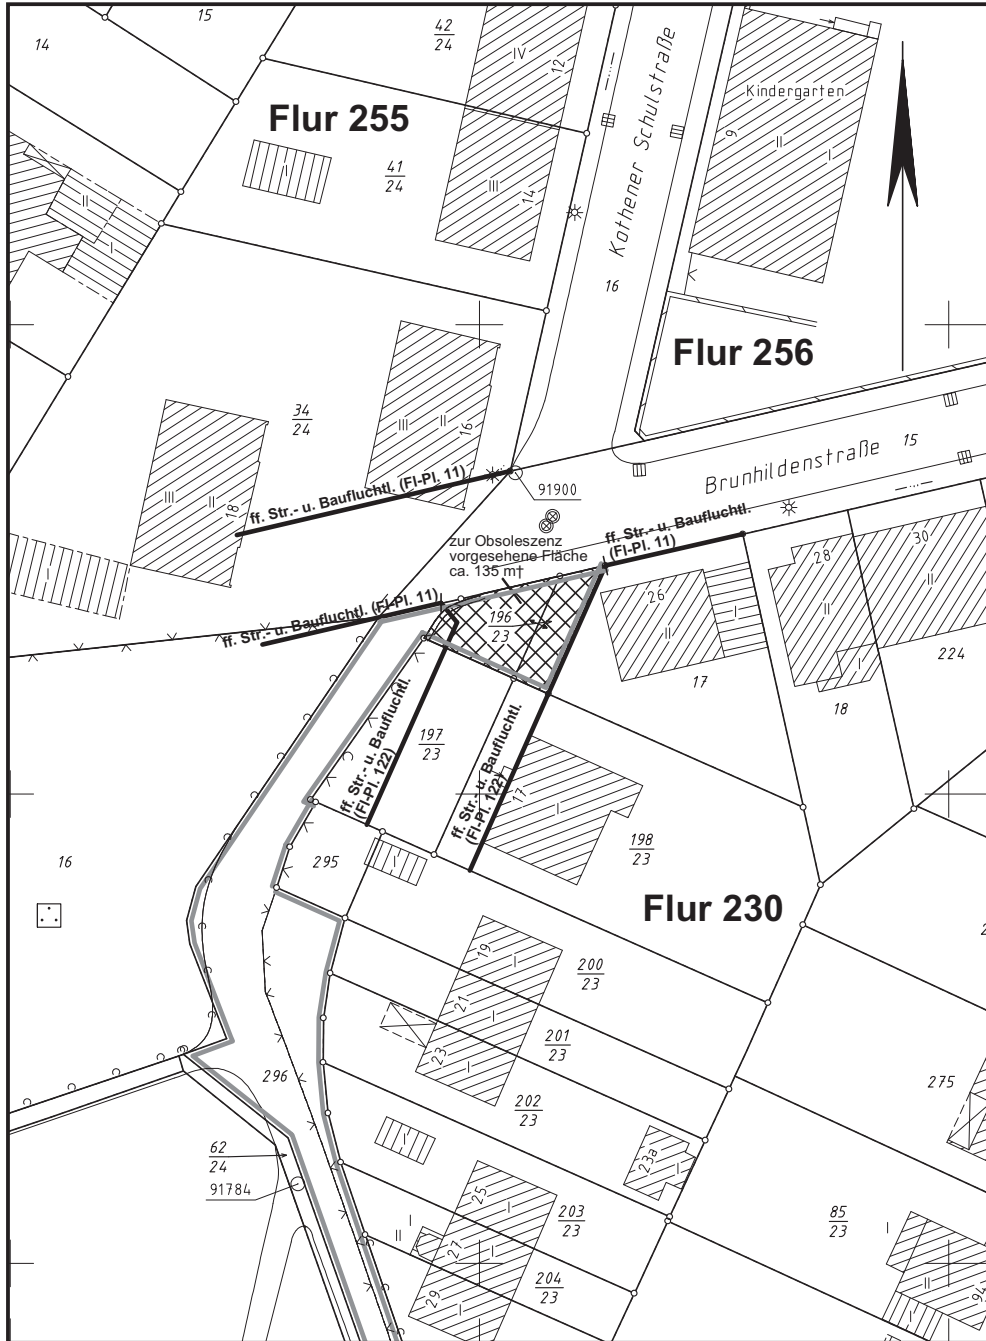 15
14
42
24
IV
12
Kindergarten
9
II
I
Flur 255
I
41
24
III
14
Kothener Schulstraße
II
I
16
Flur 256
34
24
III
II
16
III
II
18
ff. Str.- u. Baufluchtl. (Fl-Pl. 11)
91900
Brunhildenstraße
15
zur Obsoleszenz
vorgesehene Fläche
ca. 135 m†
ff. Str.- u. Baufluchtl.
(Fl-Pl. 11)
28
30
II
II
I
26
II
I
I
224
ff. Str.- u. Baufluchtl. (Fl-Pl. 11)
196
23
17
18
197
23
ff. Str.- u. Baufluchtl.
(Fl-Pl. 122)
ff. Str.- u. Baufluchtl.
(Fl-Pl. 122)
17
I
198
23
16
295
I
Flur 230
2
19
I
200
23
21
I
201
23
23
I
202
23
275
296
62
24
91784
I
23a
I
25
203
23
85
23
I
I
II
27
I
204
23
29
I
II
I
94